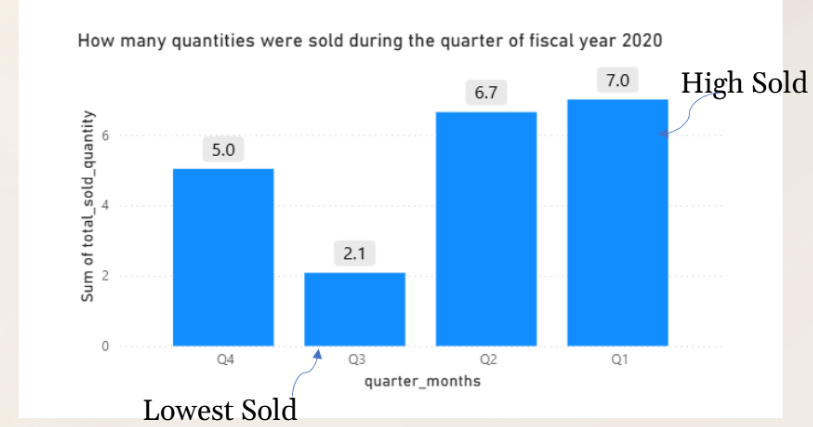 How many quantities were sold during the quarter of fiscal year 2020
7.0
High Sold
6.7
6
5.0
4
2.1
2
0
Sum of total_sold_quantity
Q4
Q3
Q2
Q1
quarter_months
Lowest Sold